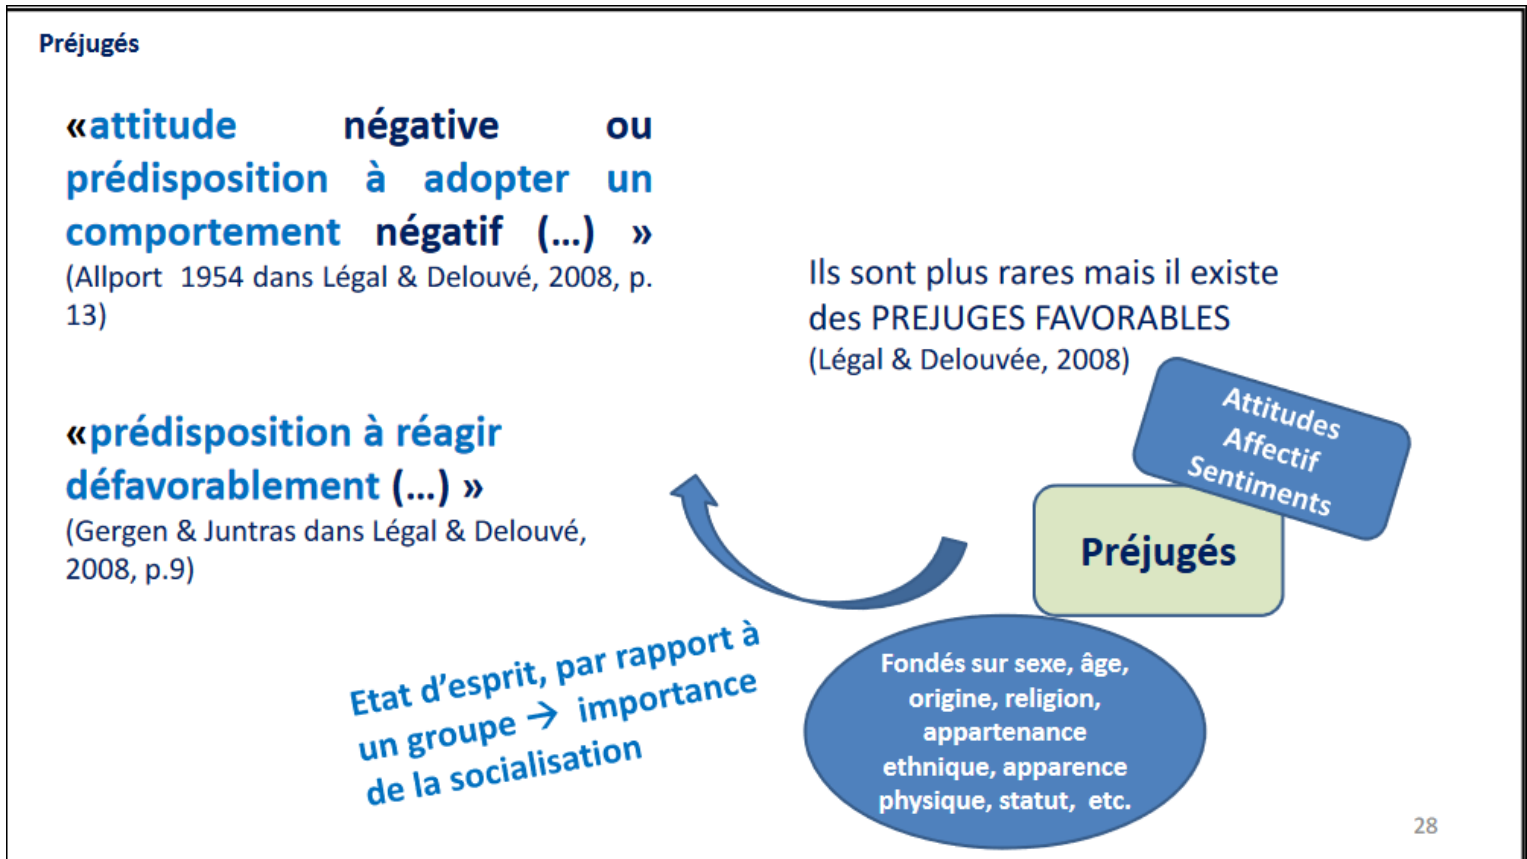 Préjugés
«attitude négative ou
prédisposition à adopter un
comportement négatif (...) »
(Allport 1954 dans Légal & Delouvé, 2008, p.
13)
«prédisposition à réagir
défavorablement (...) »
(Gergen & Juntras dans Légal & Delouvé,
2008, p.9)
Etat d'esprit, par rapport à
un groupe → importance
de la socialisation
Ils sont plus rares mais il existe
des PREJUGES FAVORABLES
(Légal & Delouvée, 2008)
Attitudes
Affectif
Sentiments
Préjugés
Fondés sur sexe, âge,
origine, religion,
appartenance
ethnique, apparence
physique, statut, etc.
28